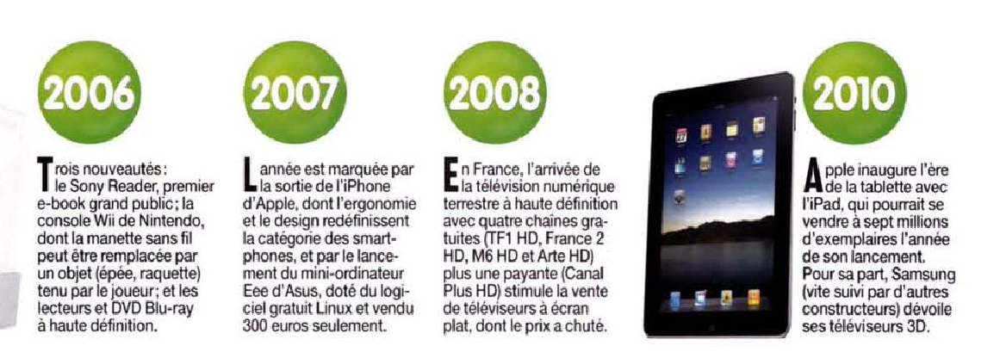 2006
Trois nouveautés :
le Sony Reader, premier
e-book grand public ; la
console Wii de Nintendo,
dont la manette sans fil
peut être remplacée par
un objet (épée, raquette)
tenu par le joueur ; et les
lecteurs et DVD Blu-ray
à haute définition.
2007
L année est marquée par
la sortie de l'iPhone
d'Apple, dont l'ergonomie
et le design redéfinissent
la catégorie des smart-
phones, et par le lance-
ment du mini-ordinateur
Eee d'Asus, doté du logi-
ciel gratuit Linux et vendu
300 euros seulement.
2008
En France, l'arrivée de
la télévision numérique
terrestre à haute définition
avec quatre chaînes gra-
tuites (TF1 HD, France 2
HD, M6 HD et Arte HD)
plus une payante (Canal
Plus HD) stimule la vente
de téléviseurs à écran
plat, dont le prix a chuté.
27
2010
Apple inaugure l'ère
de la tablette avec
l'iPad, qui pourrait se
vendre à sept millions
d'exemplaires l'année
de son lancement.
Pour sa part, Samsung
(vite suivi par d'autres
constructeurs) dévoile
ses téléviseurs 3D.